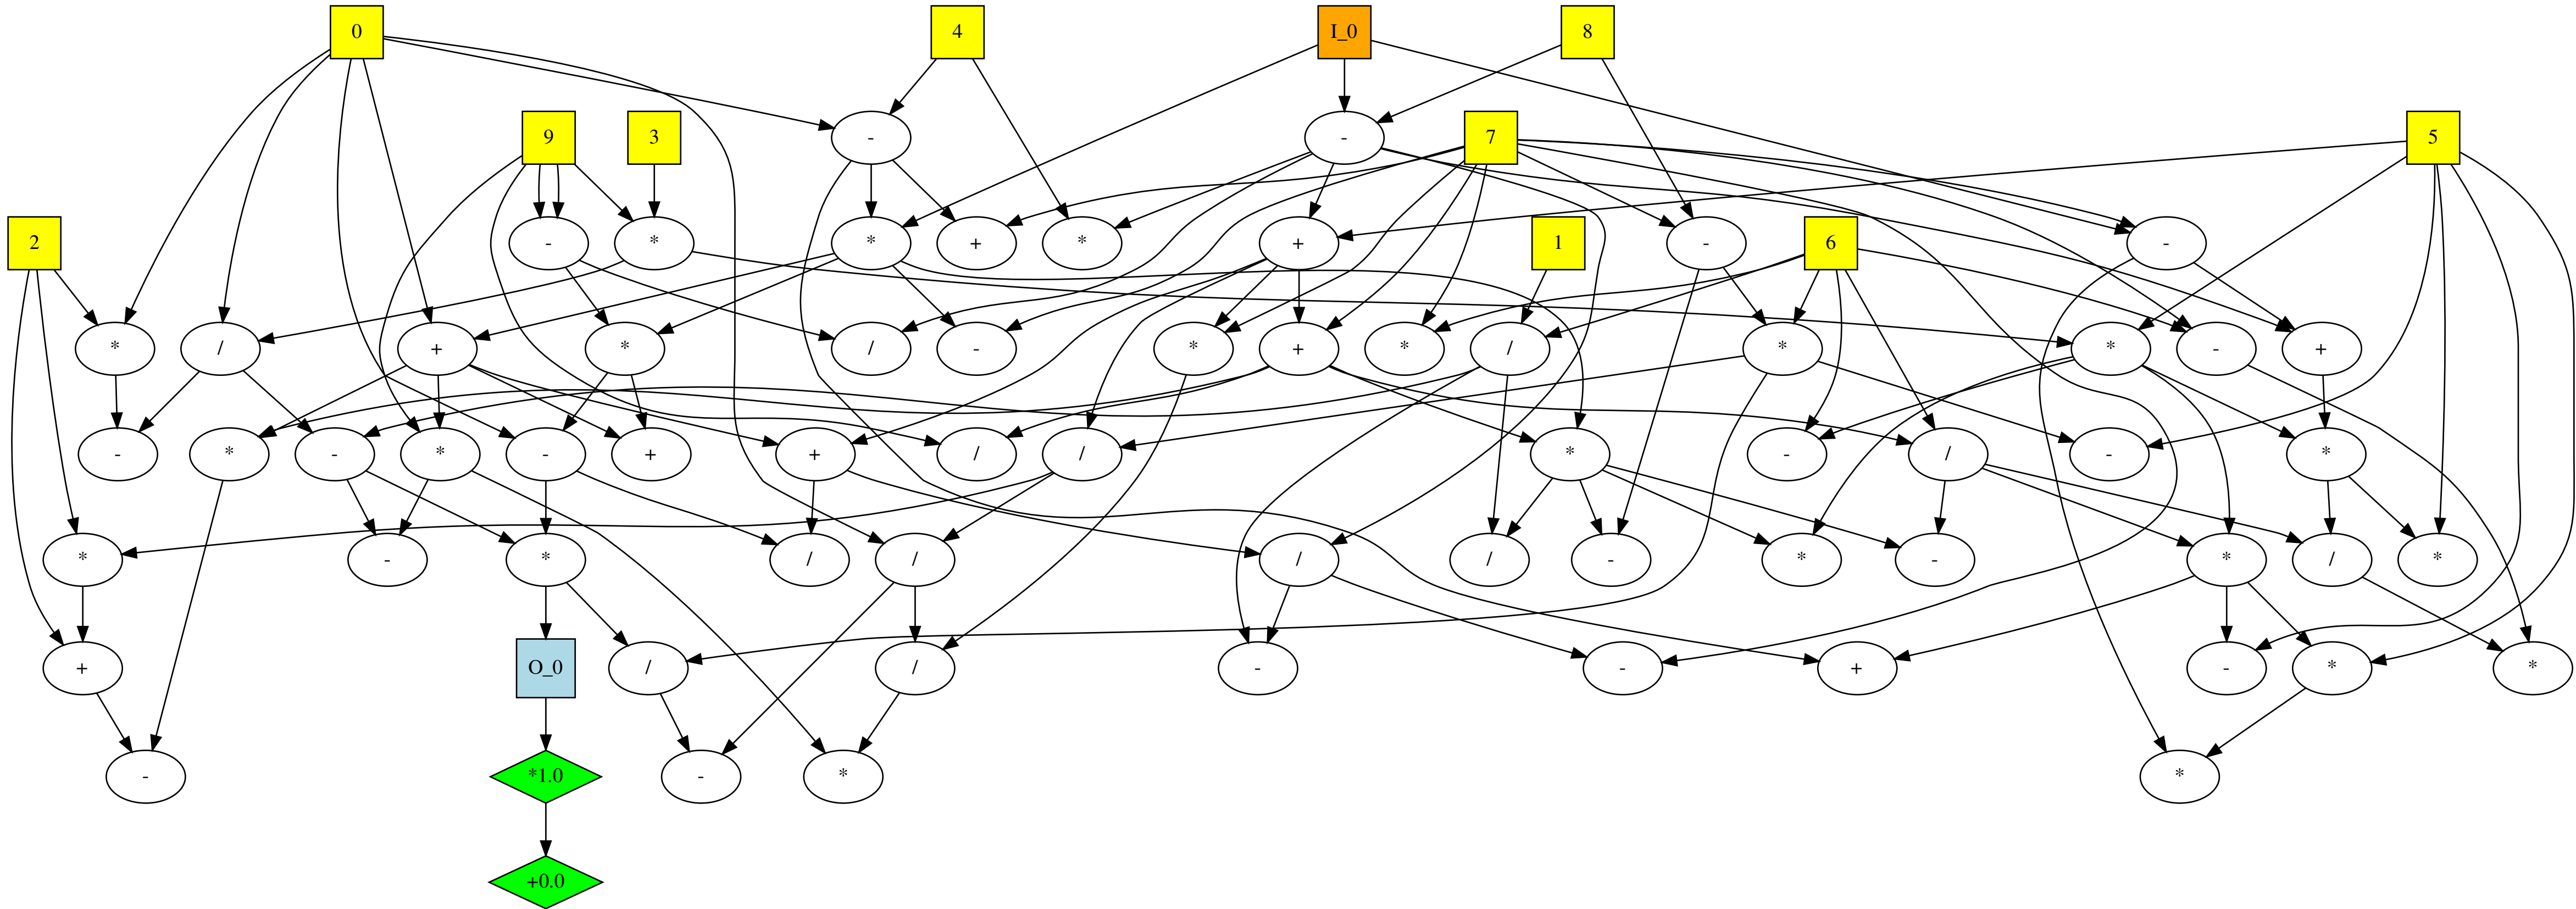 0 4 I_0 8
9 3 - - 7 5
2 - * * + * + 1 - 6 -
* / + * / - * + * / * * - +
- * - * - + + / / * - / - *
* - * / / / / - * - * / *
+ O_0 / / - - + - * *
- *1.0 - * *
+0.0